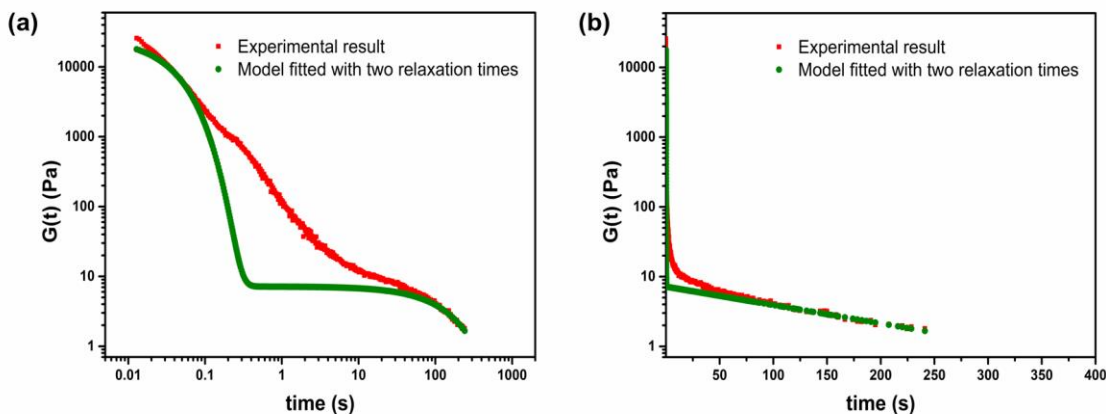 (a)
Experimental result
Model fitted with two relaxation times
10000
1000
100
10
1
G(t) (Pa)
0.01 0.1 1 10 100 1000
time (s)
(b)
Experimental result
Model fitted with two relaxation times
10000
1000
100
10
1
G(t) (Pa)
50 100 150 200 250 300 350 400
time (s)